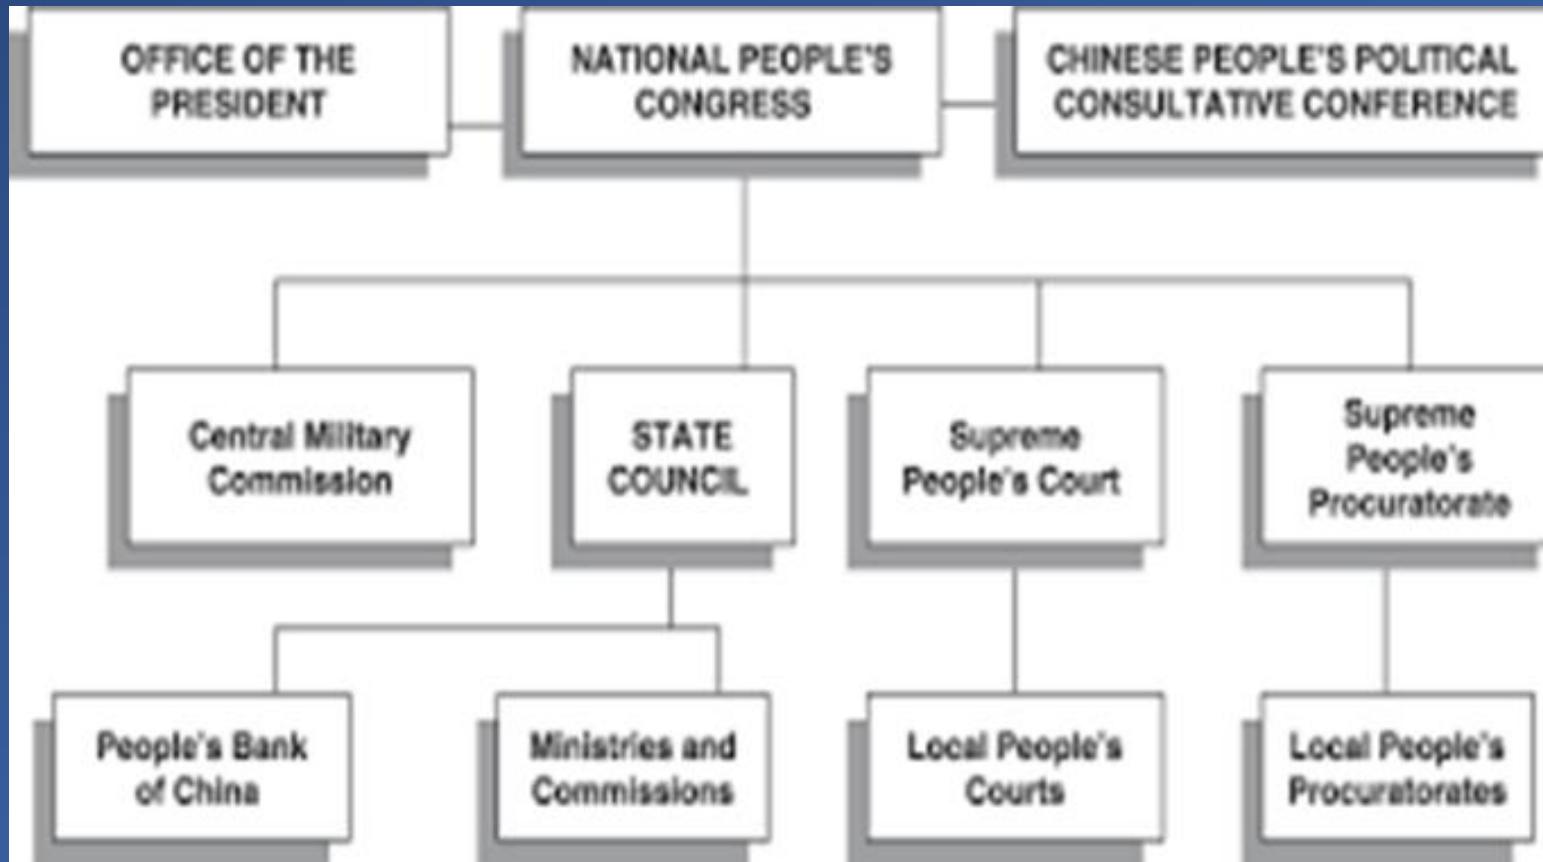 OFFICE OF THE
PRESIDENT
NATIONAL PEOPLE'S
CONGRESS
CHINESE PEOPLE'S POLITICAL
CONSULTATIVE CONFERENCE
Central Military
Commission
STATE
COUNCIL
Supreme
People's Court
Supreme
People's
Procuratorate
People's Bank
of China
Ministries and
Commissions
Local People's
Courts
Local People's
Procuratorates